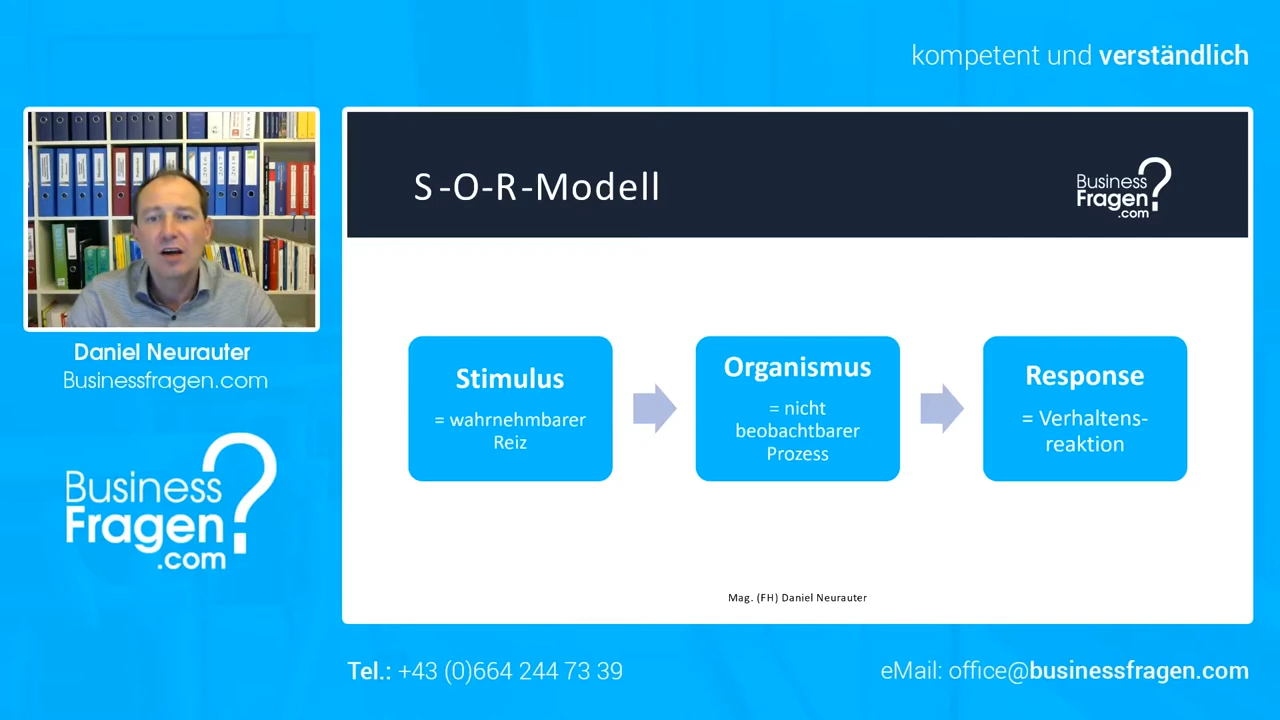 kompetent und verständlich
S-O-R-Modell
Business
Fragen
.com
?
Stimulus
= wahrnehmbarer
Reiz
Organismus
= nicht
beobachtbarer
Prozess
Response
= Verhaltens-
reaktion
Mag. (FH) Daniel Neurauter
Daniel Neurauter
Businessfragen.com
Business
Fragen
.com
?
Tel.: +43 (0)664 244 73 39
eMail: office@businessfragen.com